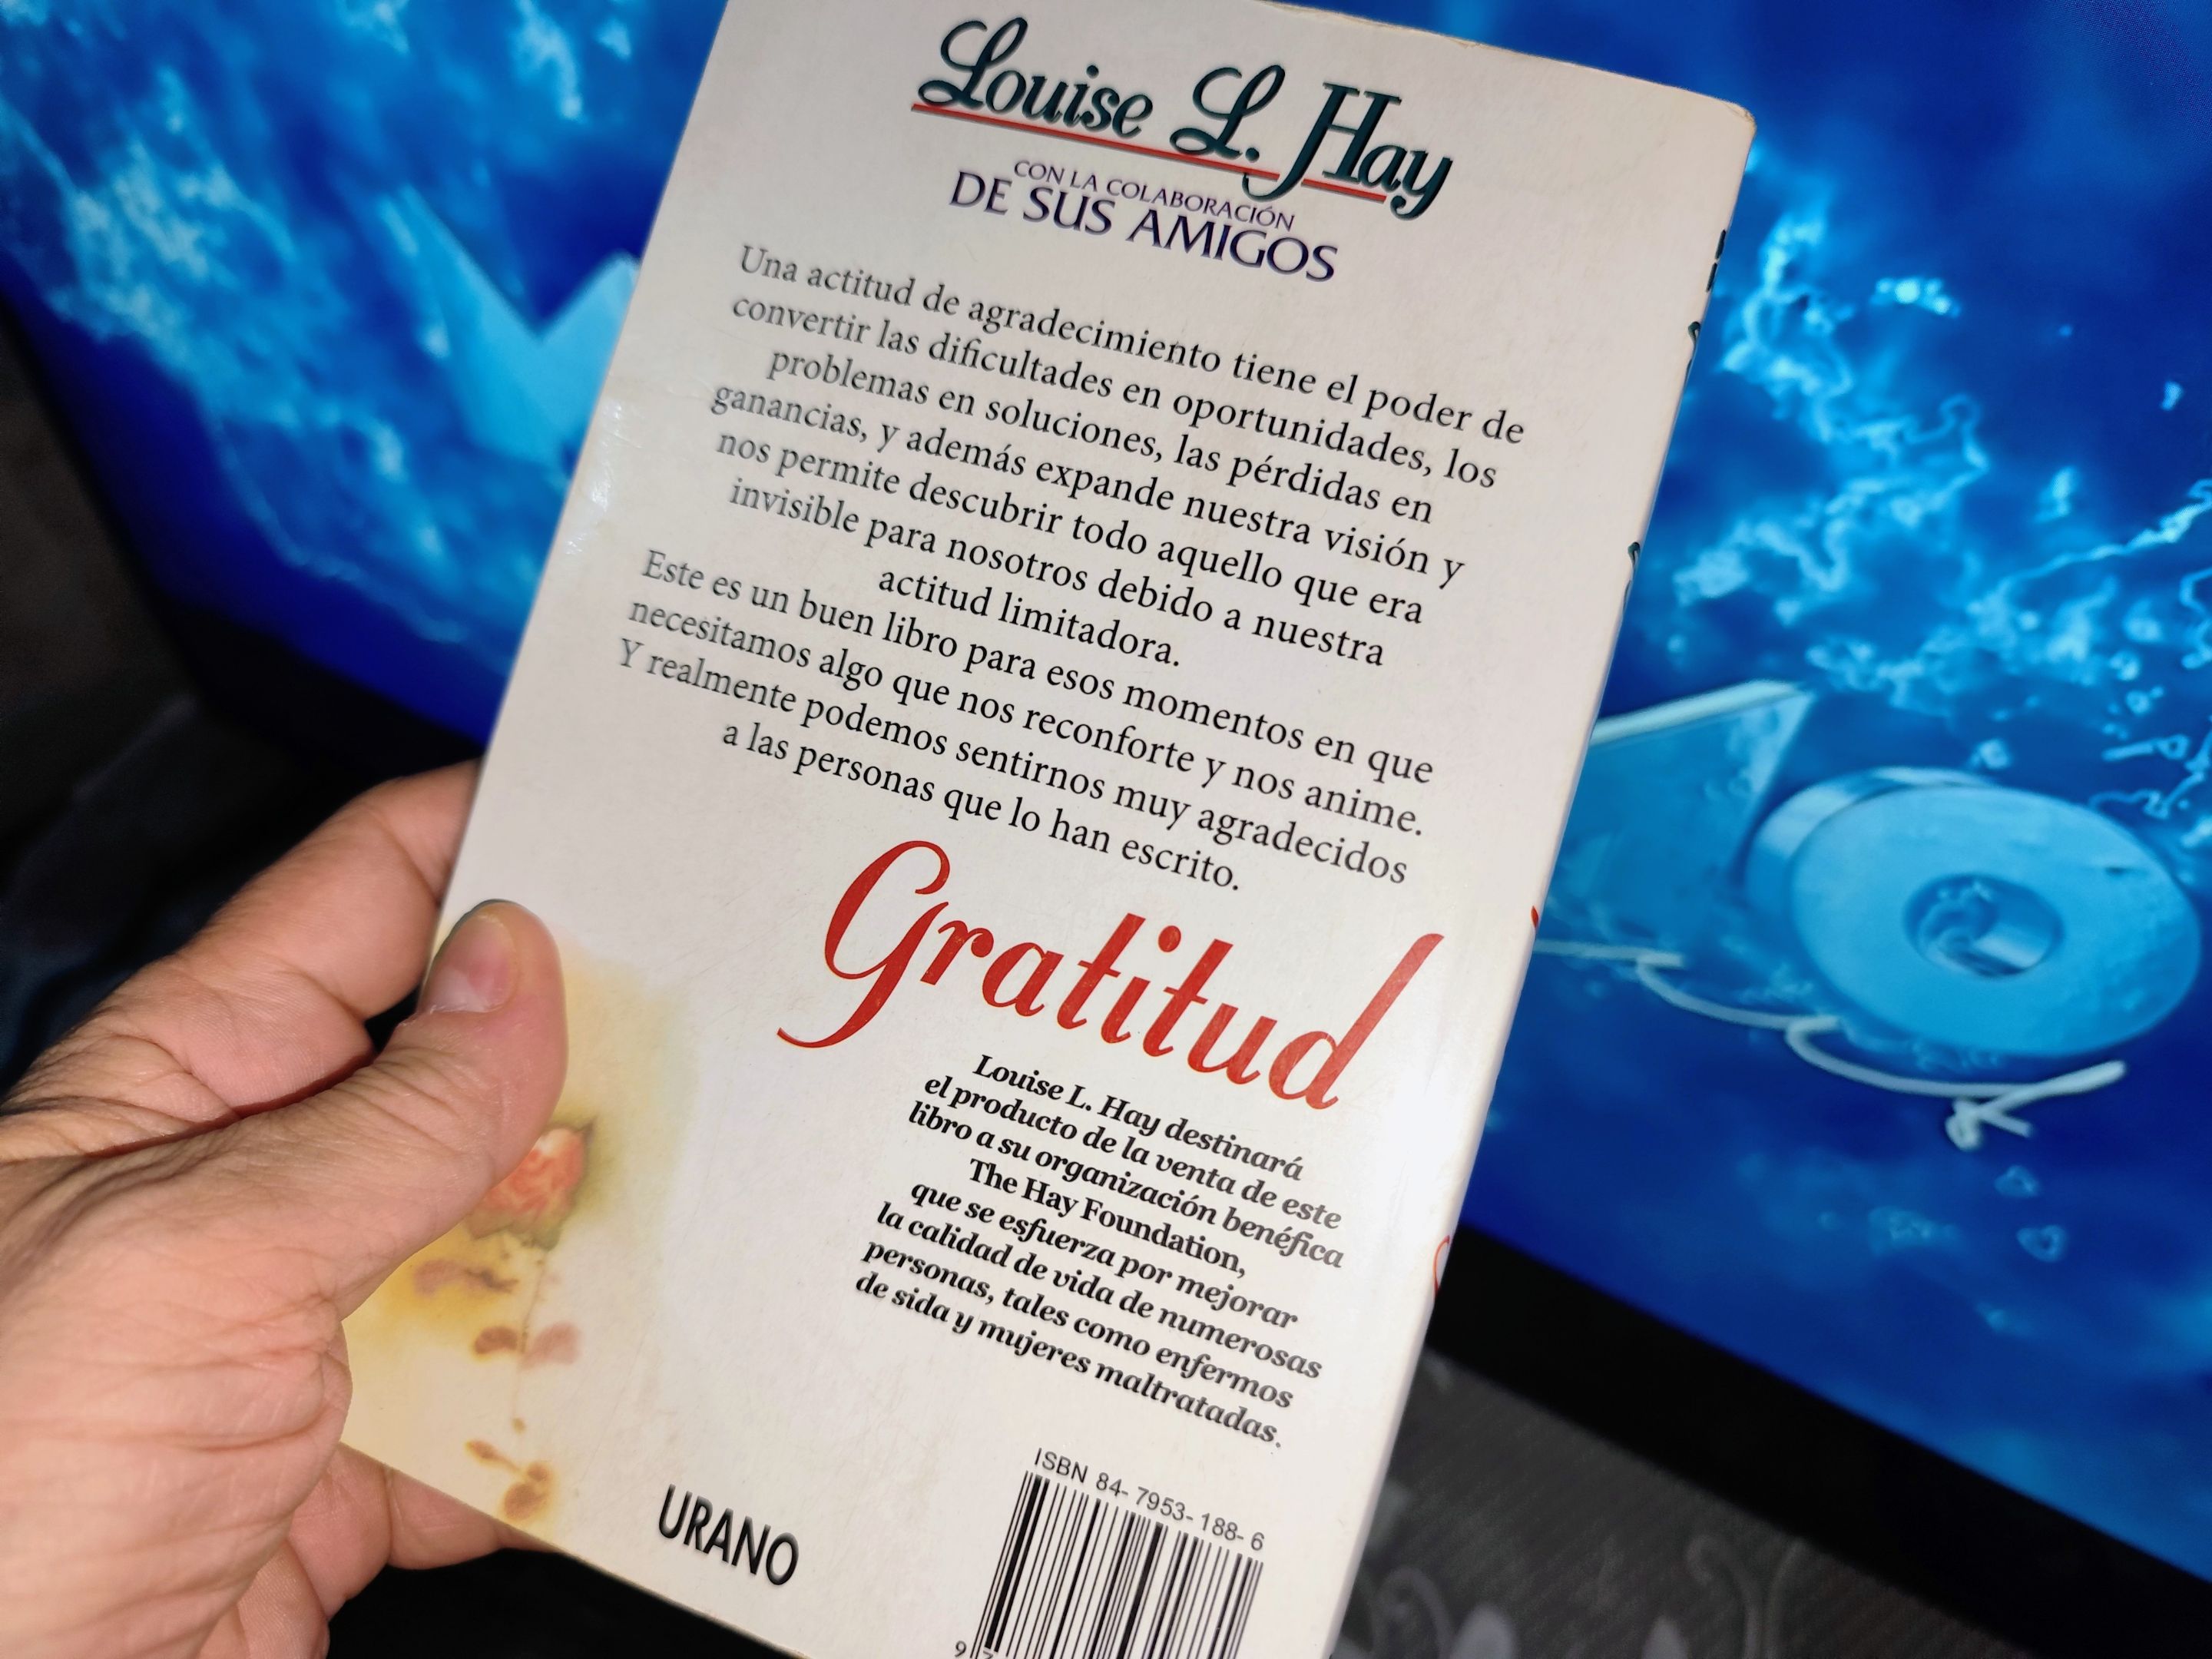 Louise L. Hay
CON LA COLABORACIÓN
DE SUS AMIGOS
Una actitud de agradecimiento tiene el poder de
convertir las dificultades en oportunidades, los
problemas en soluciones, las pérdidas en
ganancias, y además expande nuestra visión y
nos permite descubrir todo aquello que era
invisible para nosotros debido a nuestra
actitud limitadora.
Este es un buen libro para esos momentos en que
necesitamos algo que nos reconforte y nos anime.
Y realmente podemos sentirnos muy agradecidos
a las personas que lo han escrito.
Gratitud
Louise L. Hay destinará
el producto de la venta de este
libro a su organización benéfica
The Hay Foundation,
que se esfuerza por mejorar
la calidad de vida de numerosas
personas, tales como enfermos
de sida y mujeres maltratadas.
URANO
ISBN 84-7953-188-6